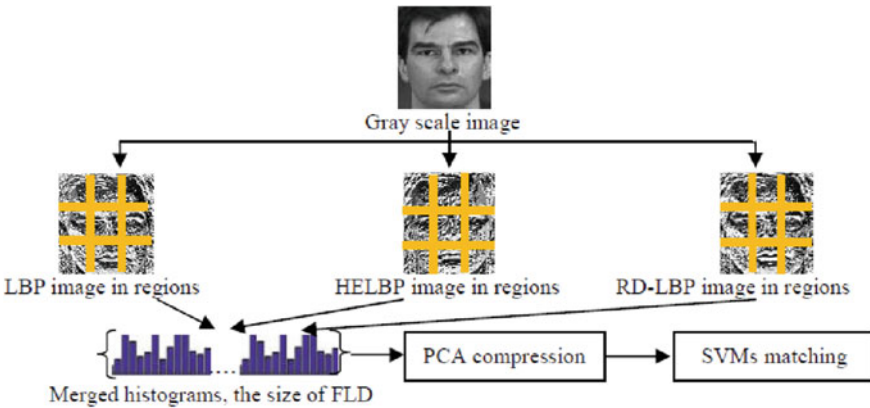 Gray scale image
LBP image in regions
HELBP image in regions
RD-LBP image in regions
PCA compression
SVMs matching
Merged histograms, the size of FLD